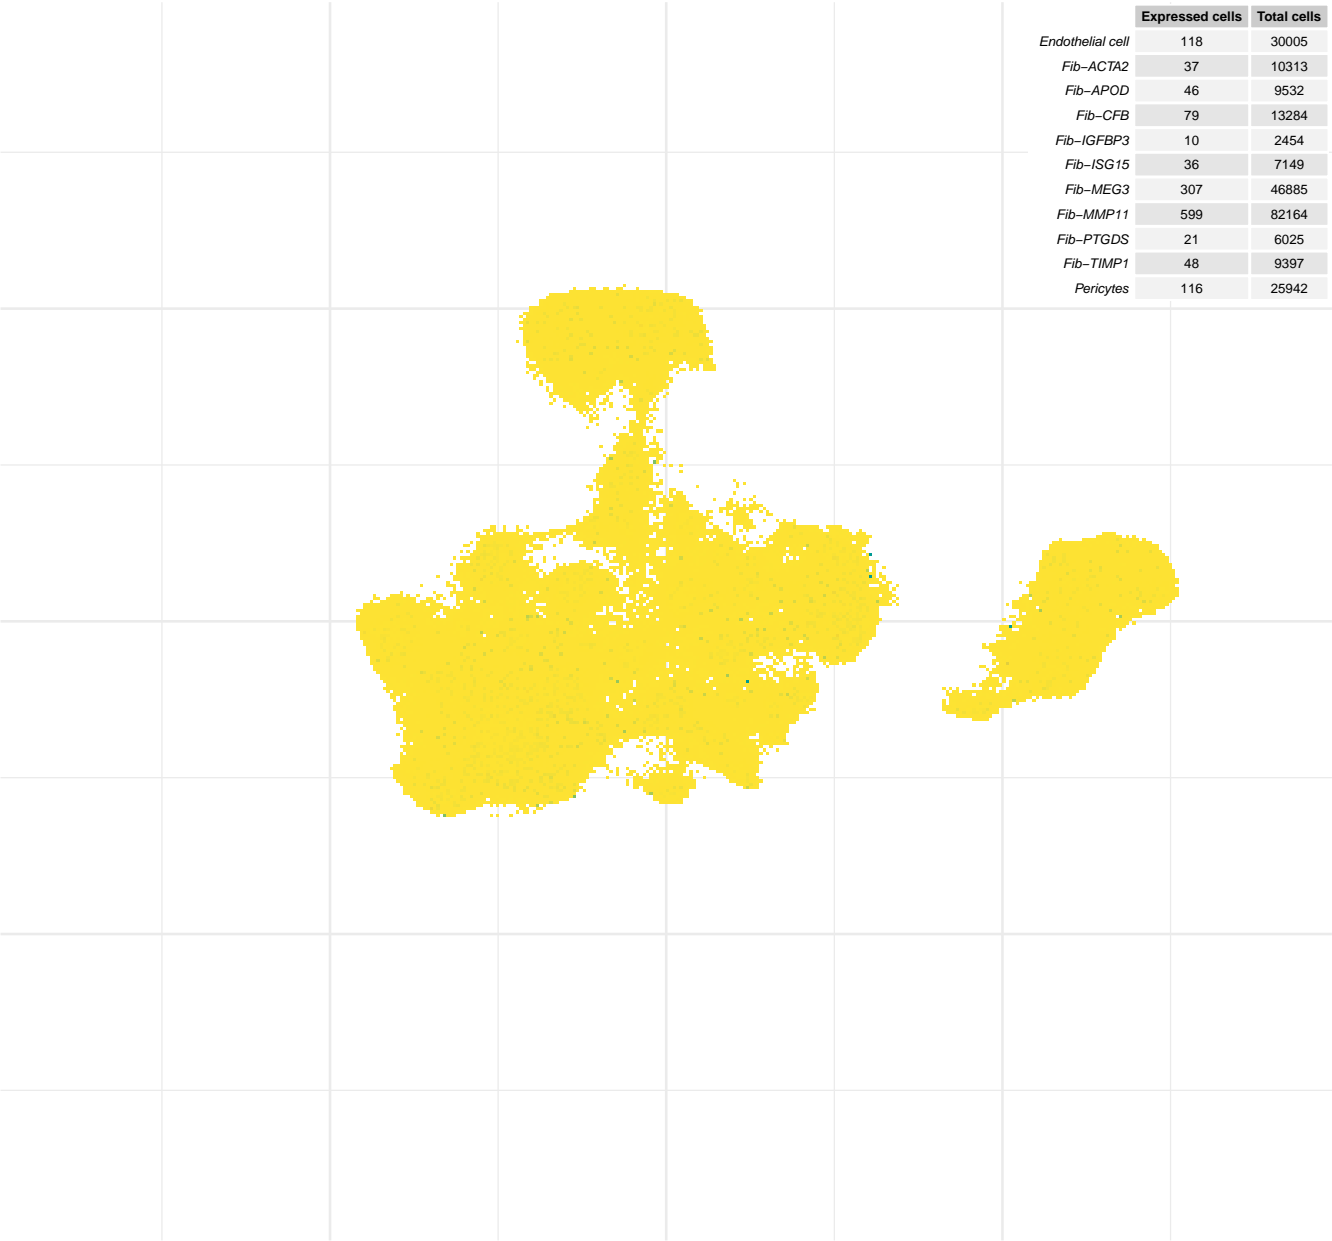 Expressed cells Total cells
Endothelial cell 118 30005
Fib−ACTA2 37 10313
Fib−APOD 46 9532
Fib−CFB 79 13284
Fib−IGFBP3 10 2454
Fib−ISG15 36 7149
Fib−MEG3 307 46885
Fib−MMP11 599 82164
Fib−PTGDS 21 6025
Fib−TIMP1 48 9397
Pericytes 116 25942